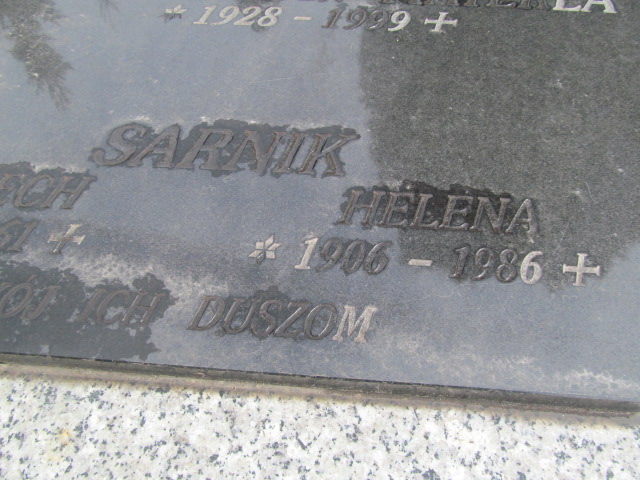 * 1928 - 1999 +
SARNIK
HELENA
* 1906 - 1986 +
ICH DUSZOM